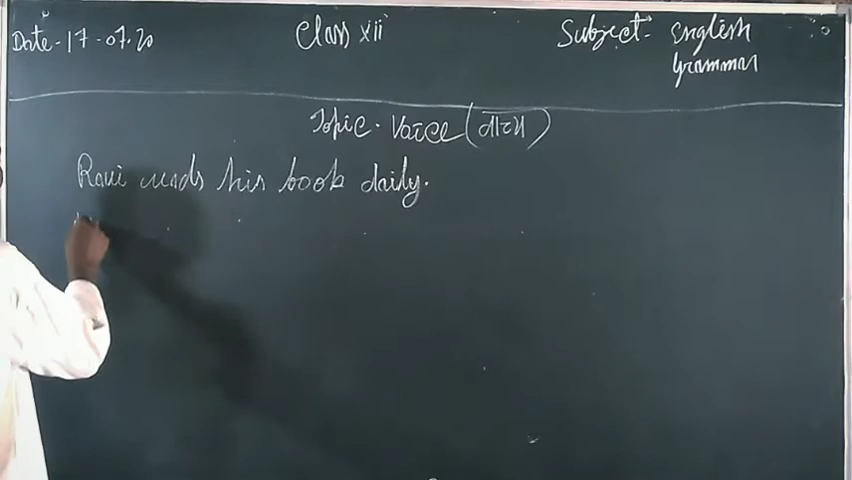 Date-17-07.20
Class xii
Subject- English
Grammar
Topic. Voice (वाच्य)
Ravi reads his book daily.